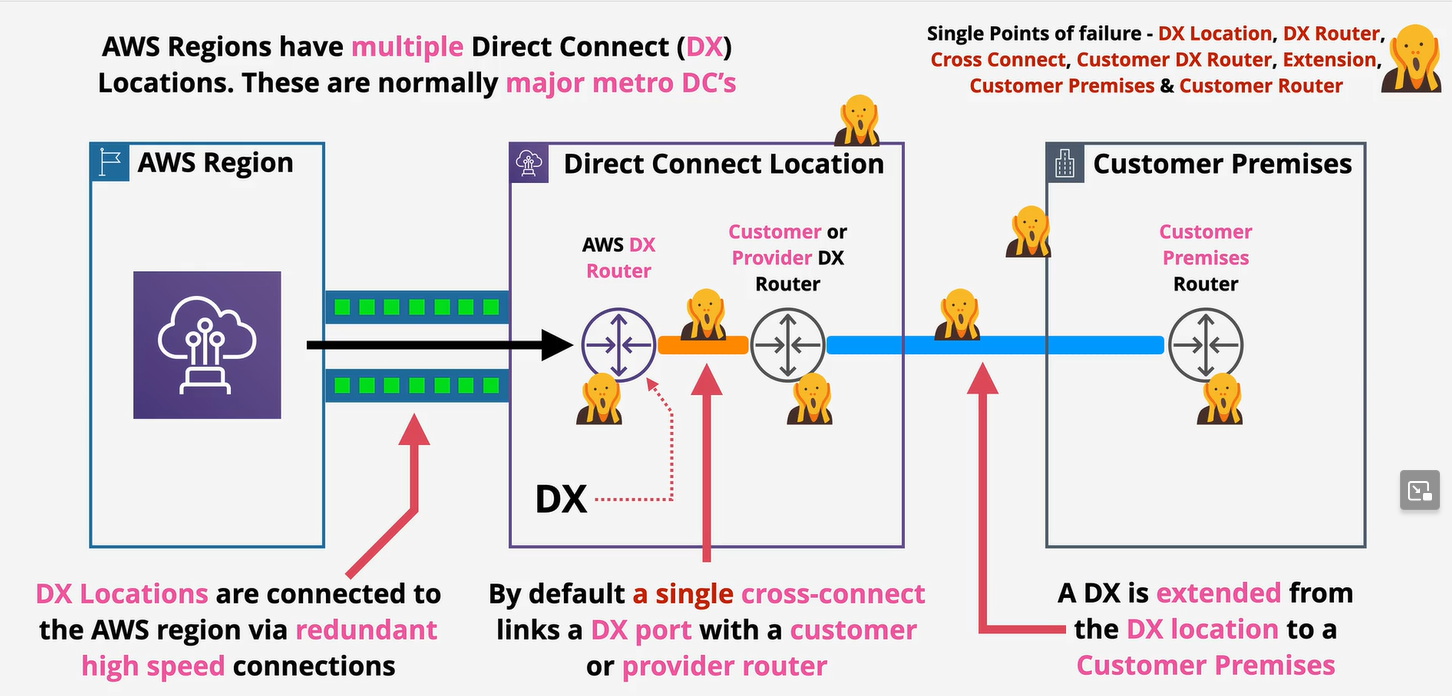 AWS Regions have multiple Direct Connect (DX)
Locations. These are normally major metro DC’s
Single Points of failure - DX Location, DX Router,
Cross Connect, Customer DX Router, Extension,
Customer Premises & Customer Router
AWS Region
Direct Connect Location
Customer Premises
AWS DX
Router
Customer or
Provider DX
Router
Customer
Premises
Router
DX
DX Locations are connected to
the AWS region via redundant
high speed connections
By default a single cross-connect
links a DX port with a customer
or provider router
A DX is extended from
the DX location to a
Customer Premises